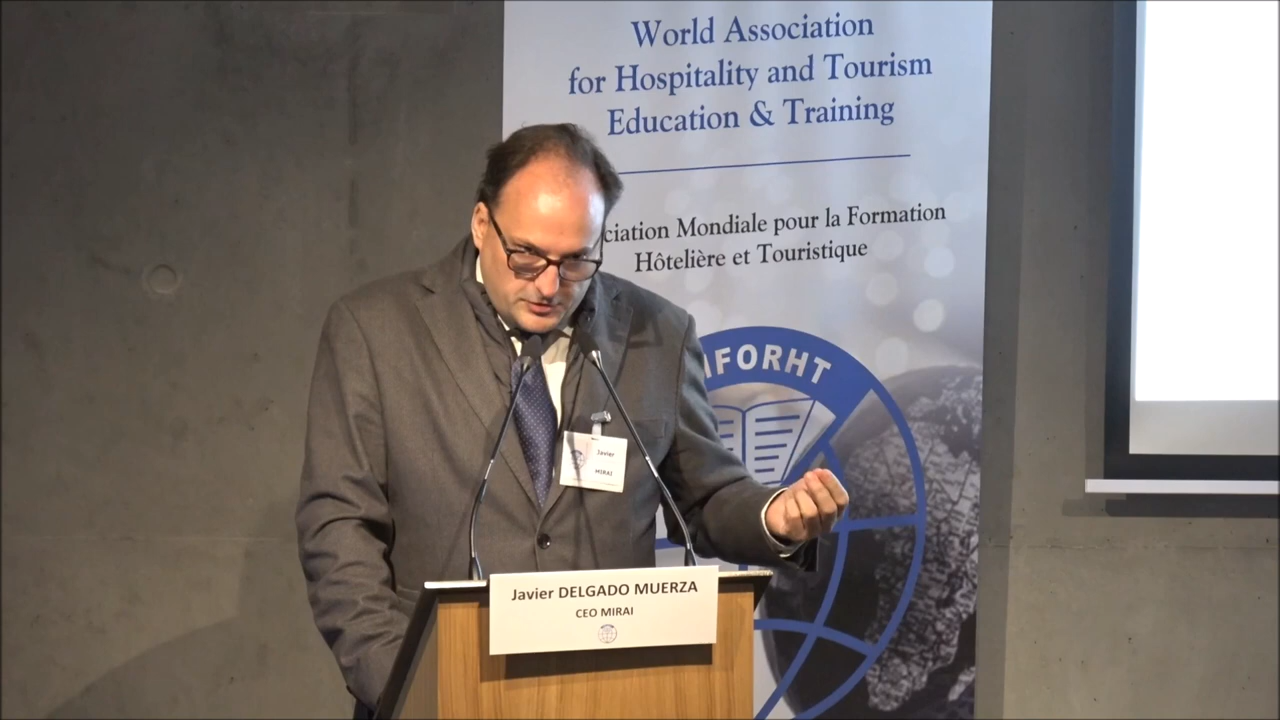 World Association
for Hospitality and Tourism
Education & Training
ciation Mondiale pour la Formation
Hôtelière et Touristique
IFORHT
Javier
MIRAI
Javier DELGADO MUERZA
CEO MIRAI